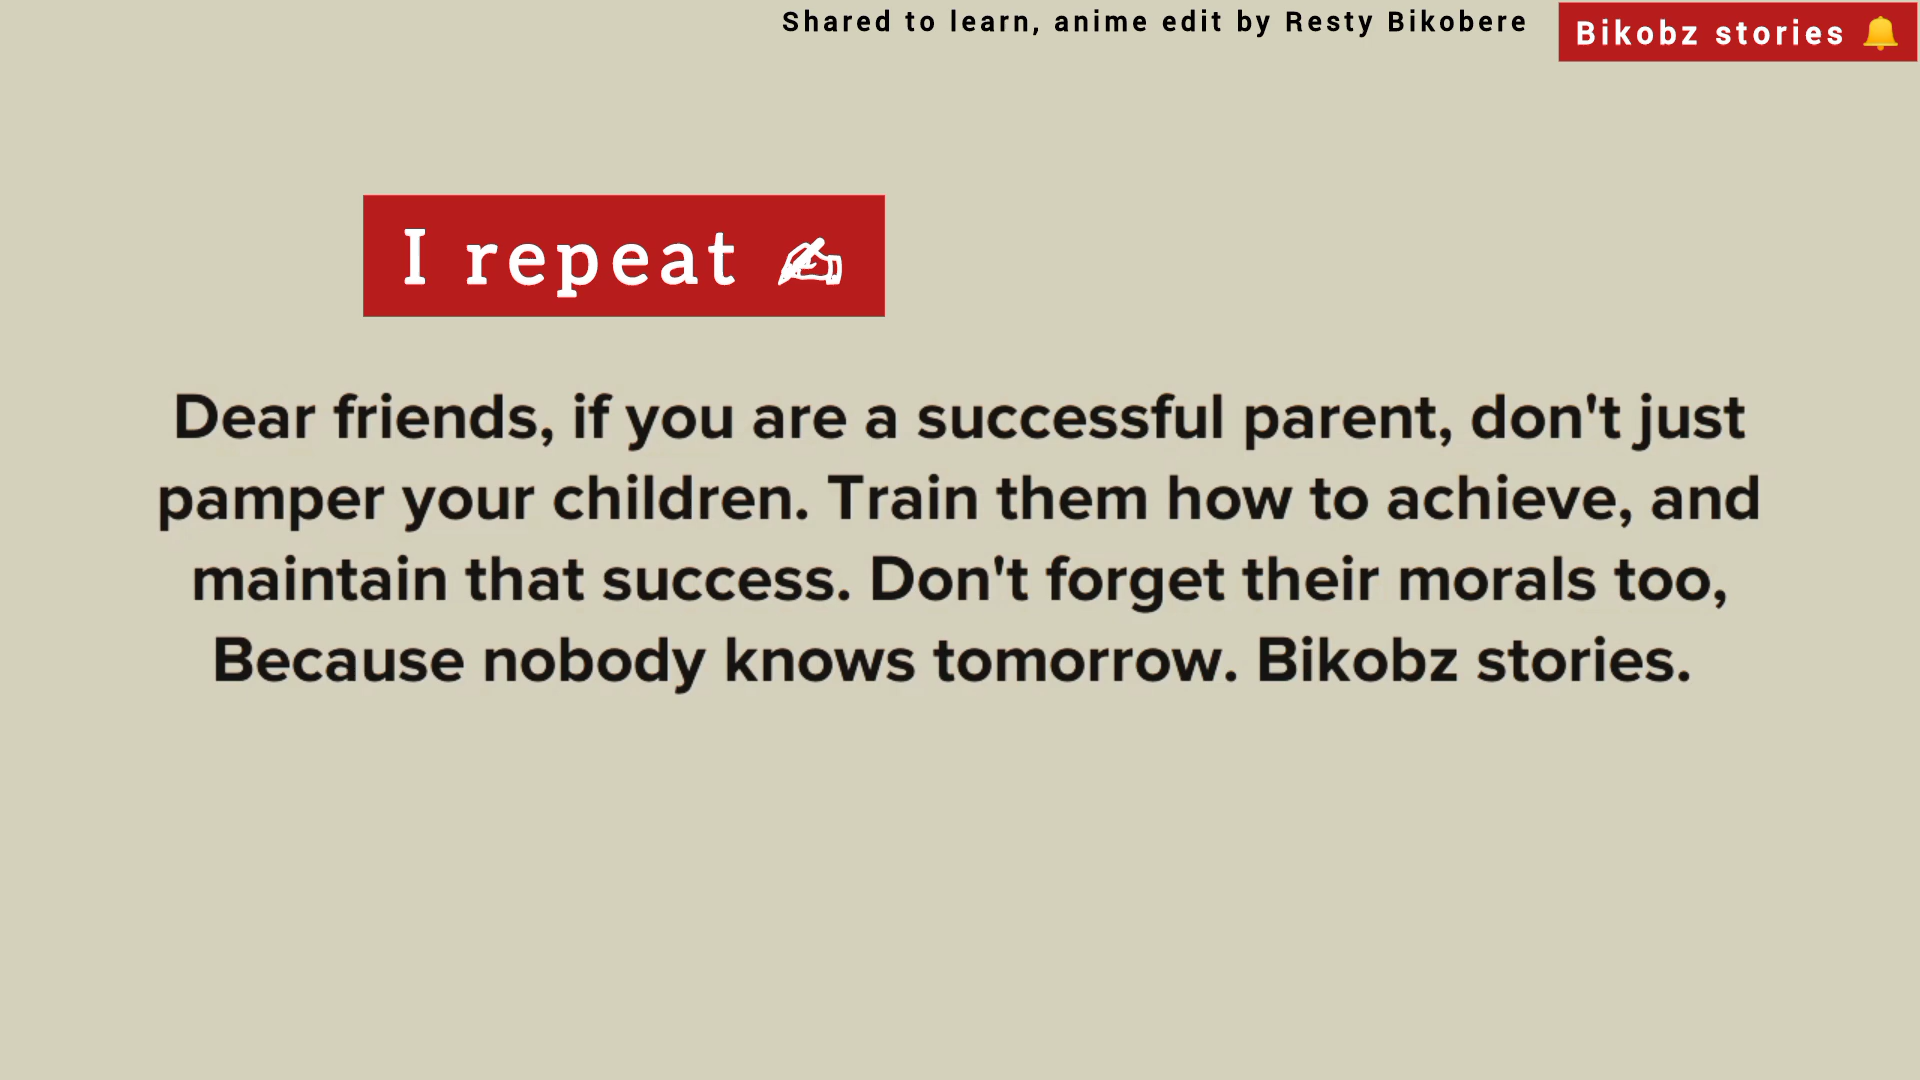 Shared to learn, anime edit by Resty Bikobere
Bikobz stories 🔔
I repeat ✍
Dear friends, if you are a successful parent, don't just
pamper your children. Train them how to achieve, and
maintain that success. Don't forget their morals too,
Because nobody knows tomorrow. Bikobz stories.